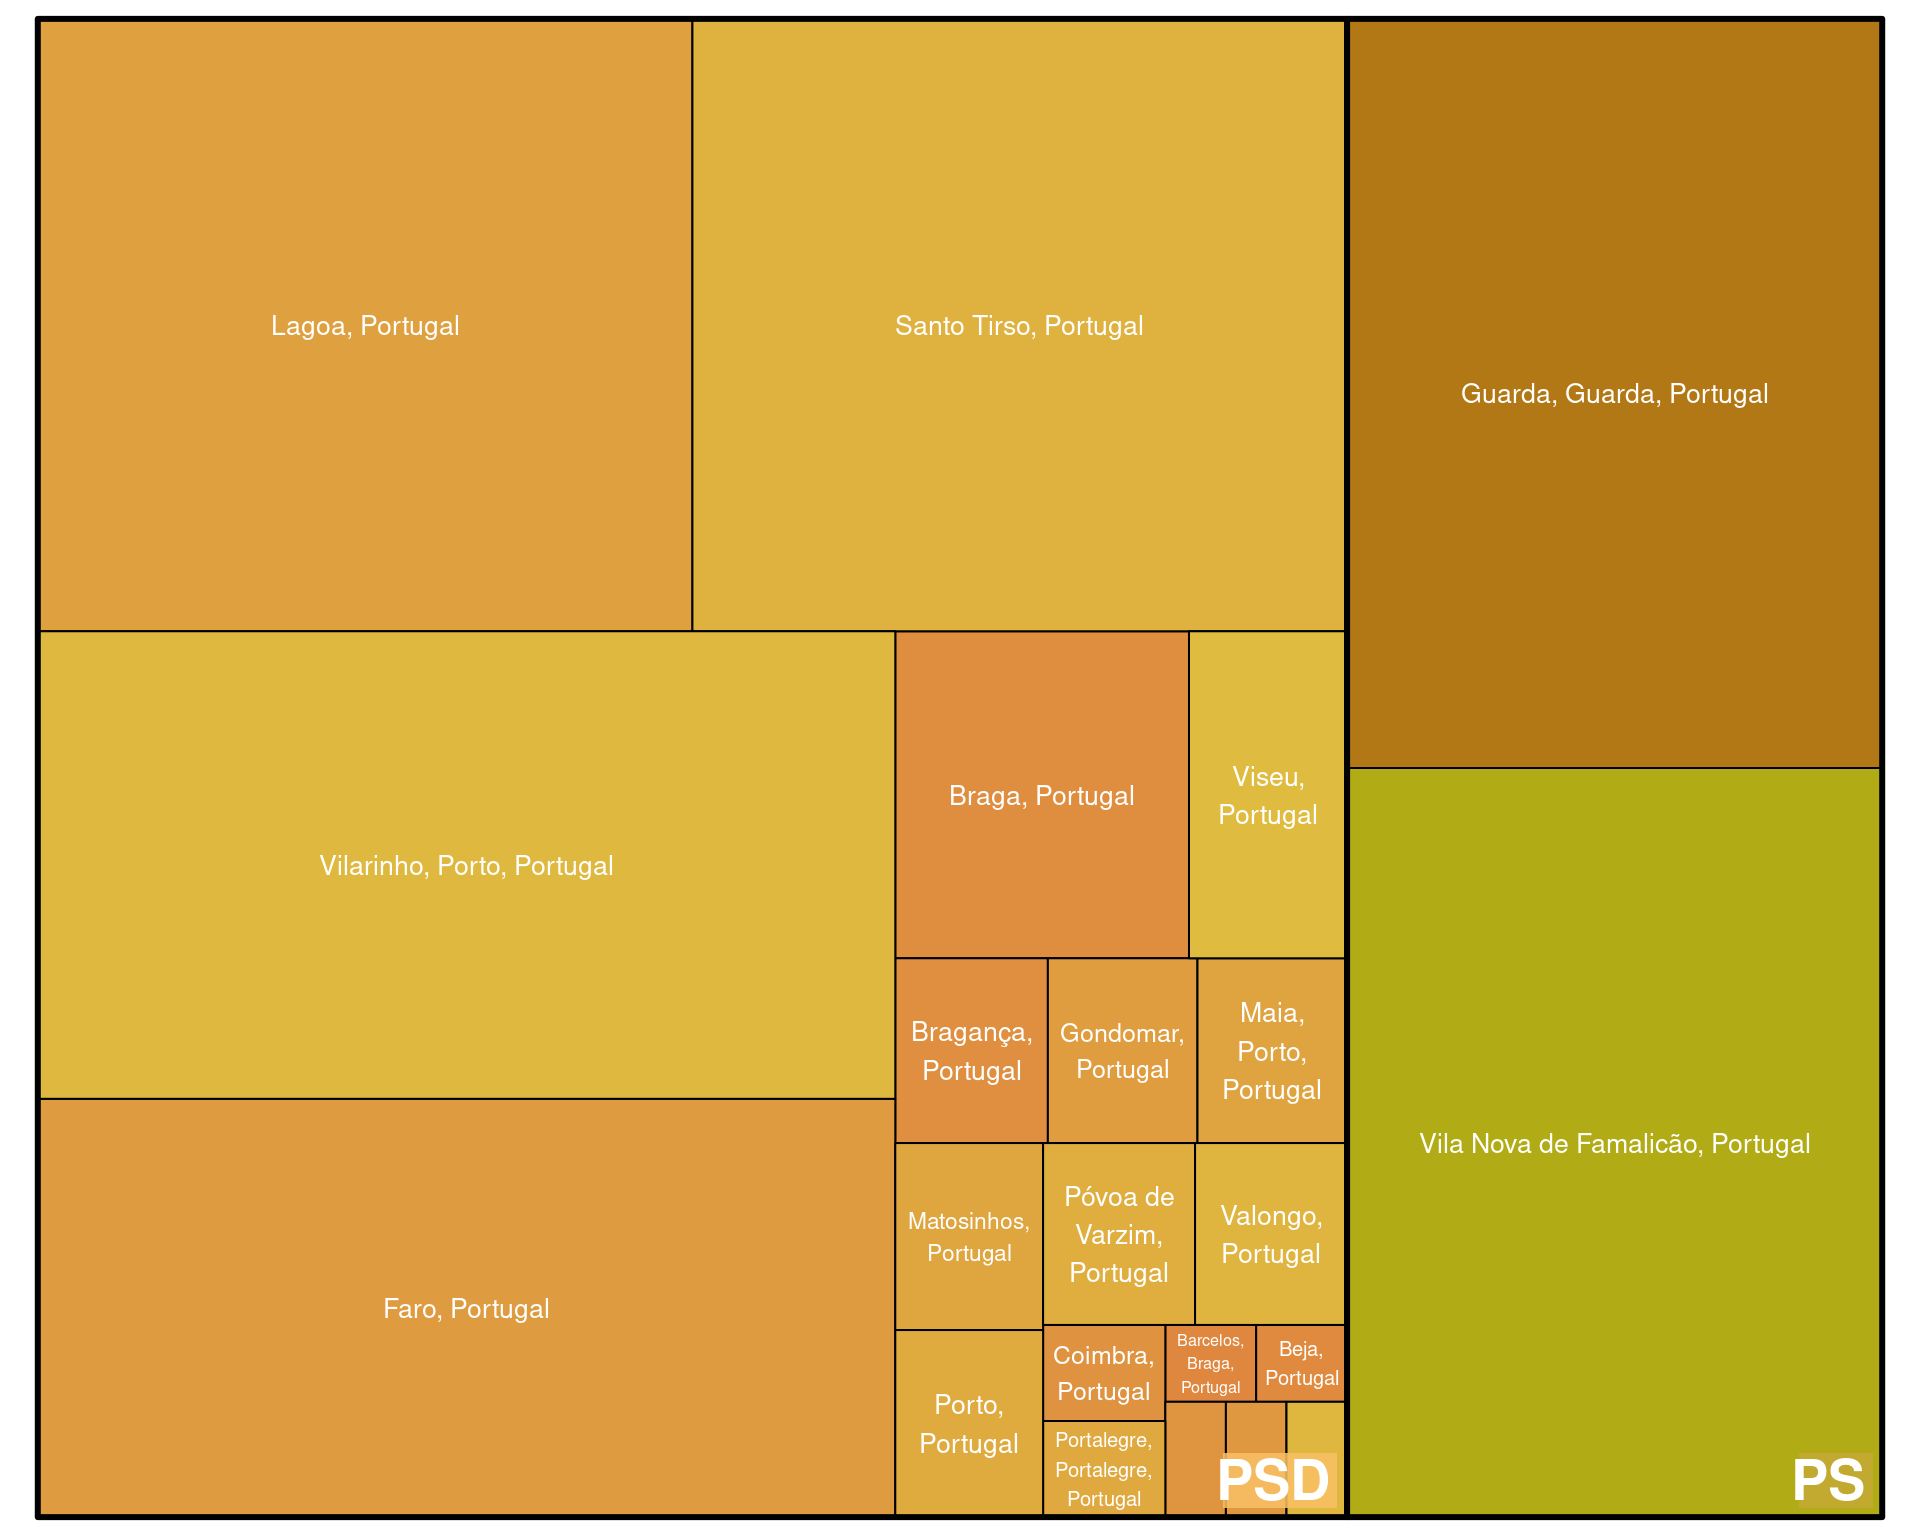 Lagoa, Portugal
Santo Tirso, Portugal
Guarda, Guarda, Portugal
Vilarinho, Porto, Portugal
Braga, Portugal
Viseu,
Portugal
Bragança,
Portugal
Gondomar,
Portugal
Maia,
Porto,
Portugal
Vila Nova de Famalicão, Portugal
Matosinhos,
Portugal
Póvoa de
Varzim,
Portugal
Valongo,
Portugal
Faro, Portugal
Porto,
Portugal
Coimbra,
Portugal
Barcelos,
Braga,
Portugal
Beja,
Portugal
Portalegre,
Portalegre,
Portugal
PSD
PS